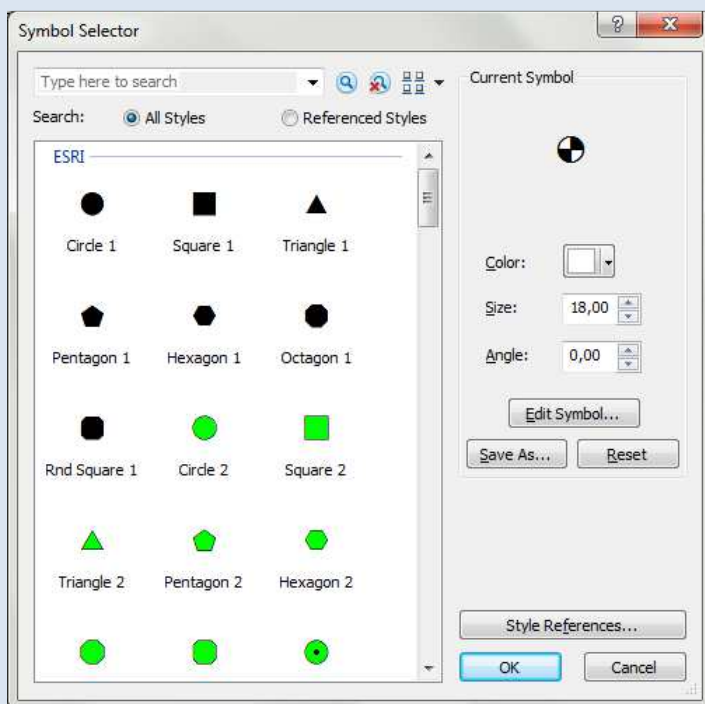 Symbol Selector
Type here to search
Search:
All Styles
Referenced Styles
ESRI
Circle 1
Square 1
Triangle 1
Pentagon 1
Hexagon 1
Octagon 1
Rnd Square 1
Circle 2
Square 2
Triangle 2
Pentagon 2
Hexagon 2
Current Symbol
Color:
Size:
18,00
Angle:
0,00
Edit Symbol...
Save As...
Reset
Style References...
OK
Cancel